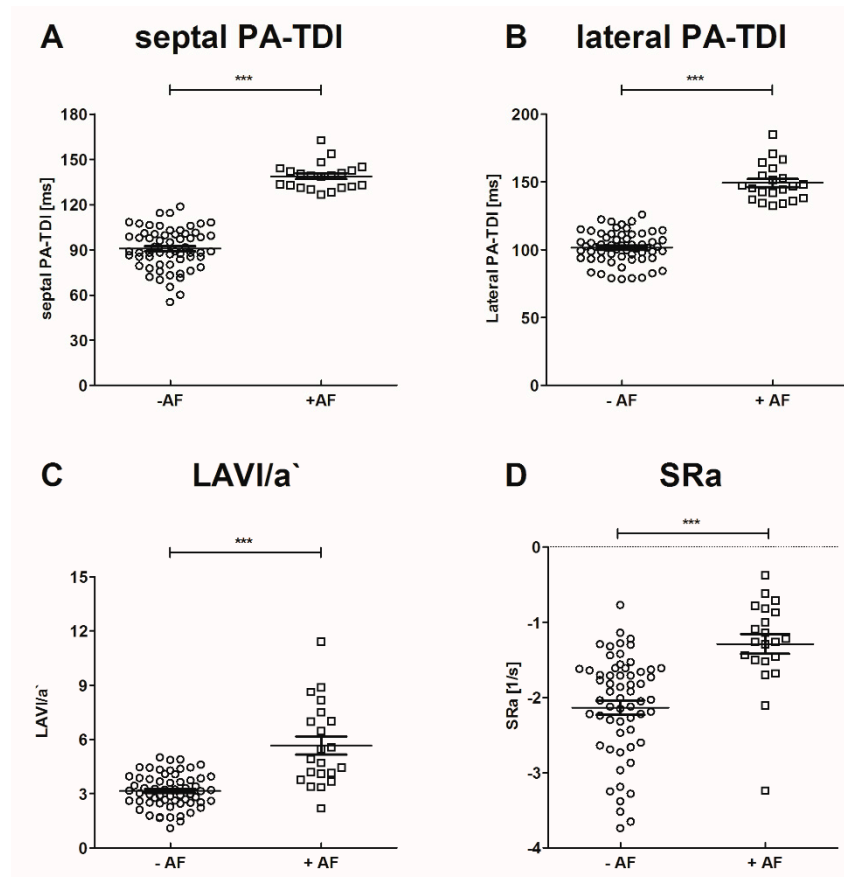 A septal PA-TDI
***
septal PA-TDI [ms]
180
150
120
90
60
30
0
-AF +AF
B lateral PA-TDI
***
Lateral PA-TDI [ms]
200
150
100
50
0
- AF + AF
C LAVI/a`
***
LAVI/a`
15
12
9
6
3
0
- AF + AF
D SRa
***
SRa [1/s]
0
-1
-2
-3
-4
- AF + AF